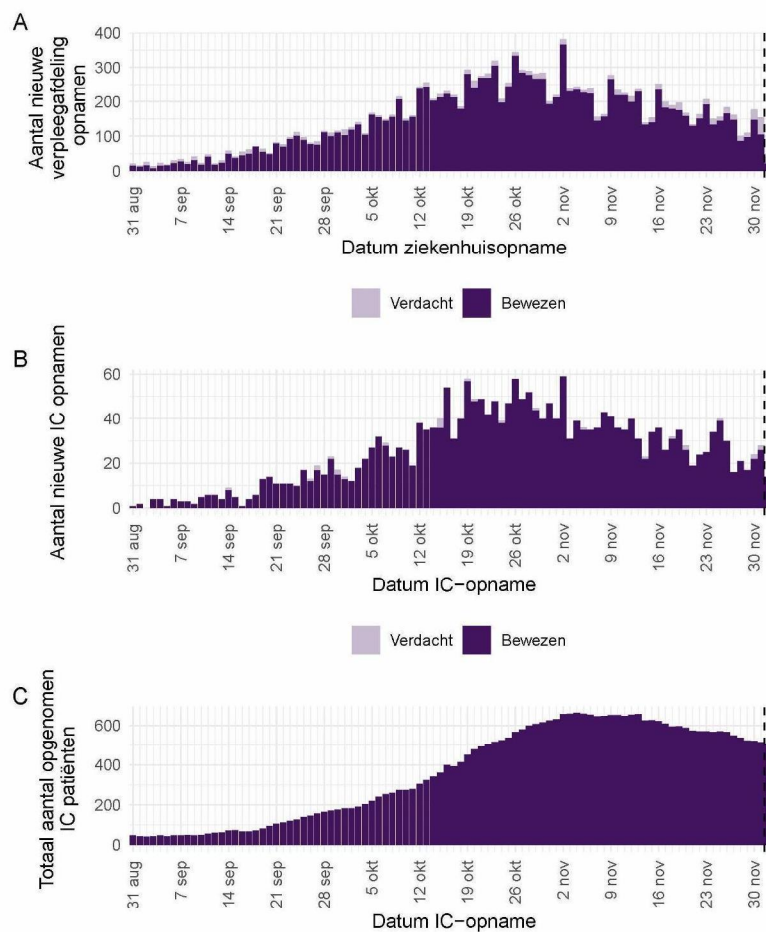 A
Aantal nieuwe
verpleegafdeling
opnamen
400
300
200
100
0
31 aug
7 sep
14 sep
21 sep
28 sep
5 okt
12 okt
19 okt
26 okt
2 nov
9 nov
16 nov
23 nov
30 nov
Datum ziekenhuisopname
Verdacht Bewezen
B
Aantal nieuwe IC opnamen
60
40
20
0
31 aug
7 sep
14 sep
21 sep
28 sep
5 okt
12 okt
19 okt
26 okt
2 nov
9 nov
16 nov
23 nov
30 nov
Datum IC-opname
Verdacht Bewezen
C
Totaal aantal opgenomen
IC patiënten
600
400
200
0
31 aug
7 sep
14 sep
21 sep
28 sep
5 okt
12 okt
19 okt
26 okt
2 nov
9 nov
16 nov
23 nov
30 nov
Datum IC-opname